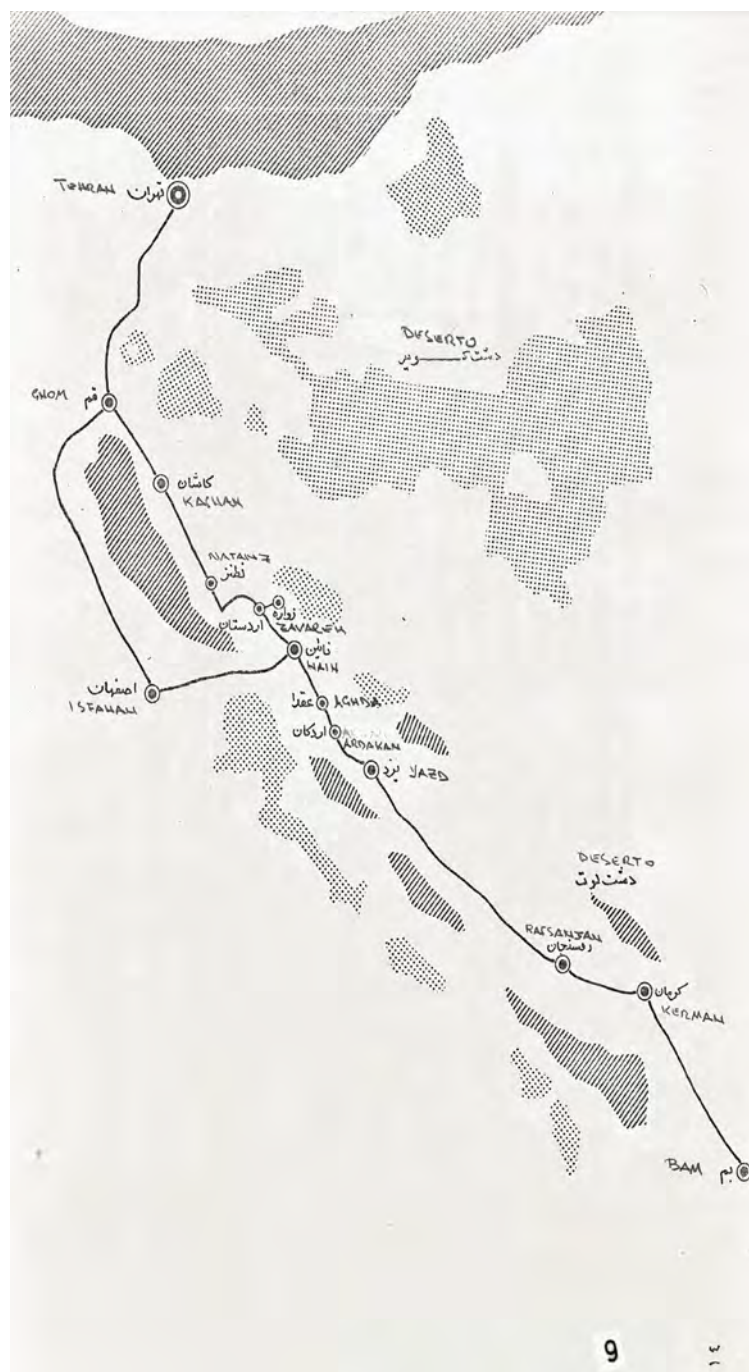 TEHRAN تهران
DESERTO
دشت کویر
GHOM قم
کاشان
KASHAN
NATAINZ
نطنز
زواره
ZAVAREH
اردستان
نائین
NAIN
اصفهان
ISFAHAN
عقدا AGHDA
اردکان
ARDAKAN
یزد YAZD
DESERTO
دشت لوت
RAFSANJAN
رفسنجان
کرمان
KERMAN
BAM بم
9